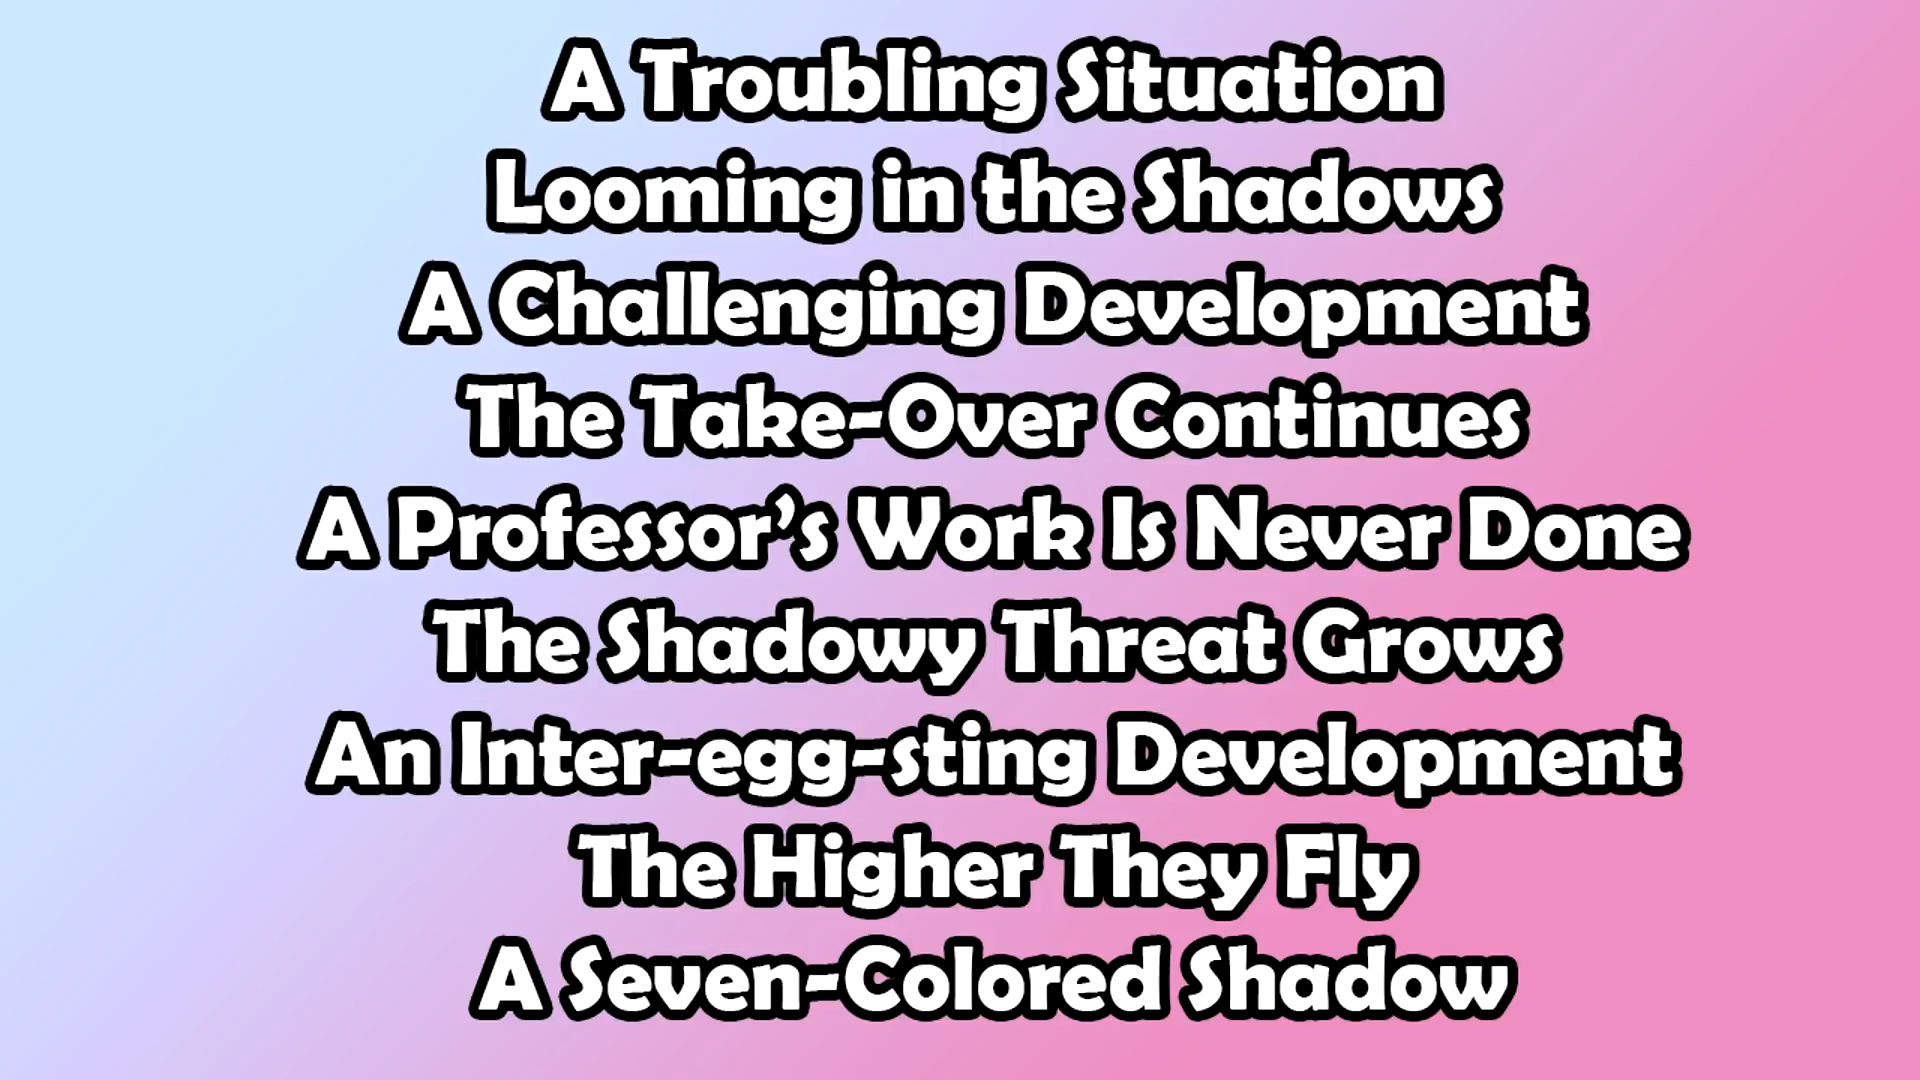 A Troubling Situation
Looming in the Shadows
A Challenging Development
The Take-Over Continues
A Professor’s Work Is Never Done
The Shadowy Threat Grows
An Inter-egg-sting Development
The Higher They Fly
A Seven-Colored Shadow